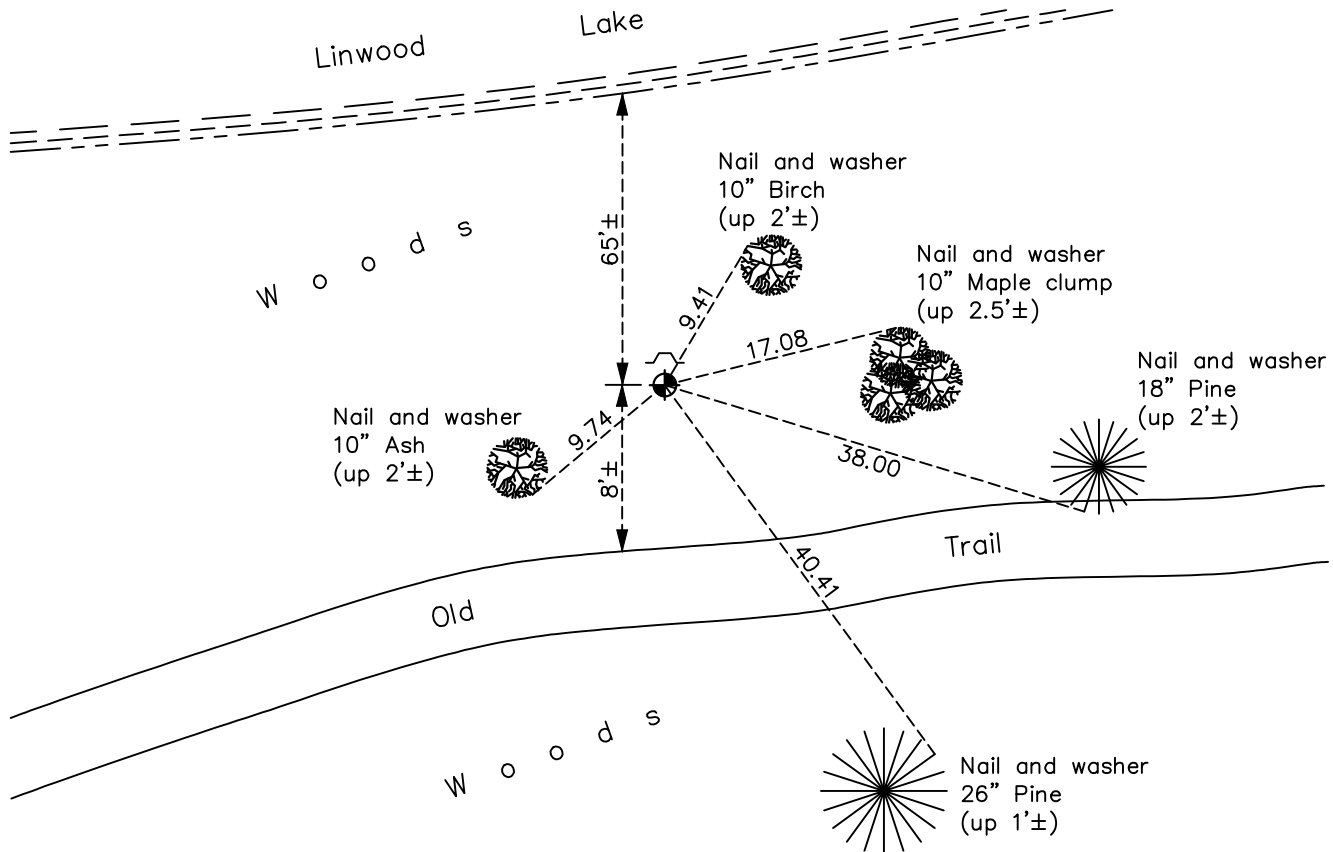 Linwood Lake
Nail and washer
10” Birch
(up 2'±)
Woods
65'±
Nail and washer
10” Maple clump
(up 2.5'±)
9.41
17.08
Nail and washer
18” Pine
(up 2'±)
Nail and washer
10” Ash
(up 2'±)
9.74
38.00
8'±
Old Trail
40.41
Woods
Nail and washer
26” Pine
(up 1'±)